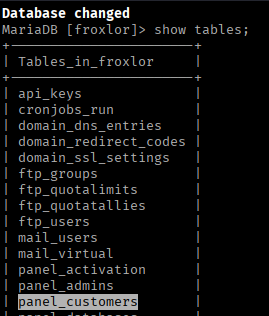 Database changed
MariaDB [froxlor]> show tables;
+----------------------+
| Tables_in_froxlor |
+----------------------+
| api_keys |
| cronjobs_run |
| domain_dns_entries |
| domain_redirect_codes |
| domain_ssl_settings |
| ftp_groups |
| ftp_quotalimits |
| ftp_quotatallies |
| ftp_users |
| mail_users |
| mail_virtual |
| panel_activation |
| panel_admins |
| panel_customers |
| panel_databases |